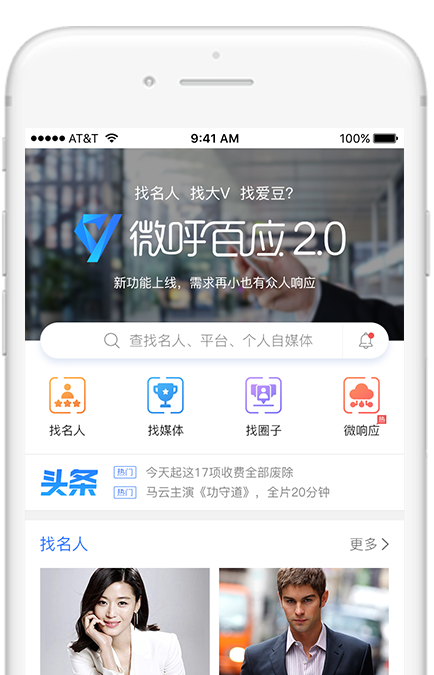 AT&T 9:41 AM 100%
找名人 找大V 找爱豆?
微呼百应 2.0
新功能上线，需求再小也有众人响应
查找名人、平台、个人自媒体
找名人 找媒体 找圈子 微响应 热
头条
热门 今天起这17项收费全部废除
热门 马云主演《功守道》，全片20分钟
找名人 更多